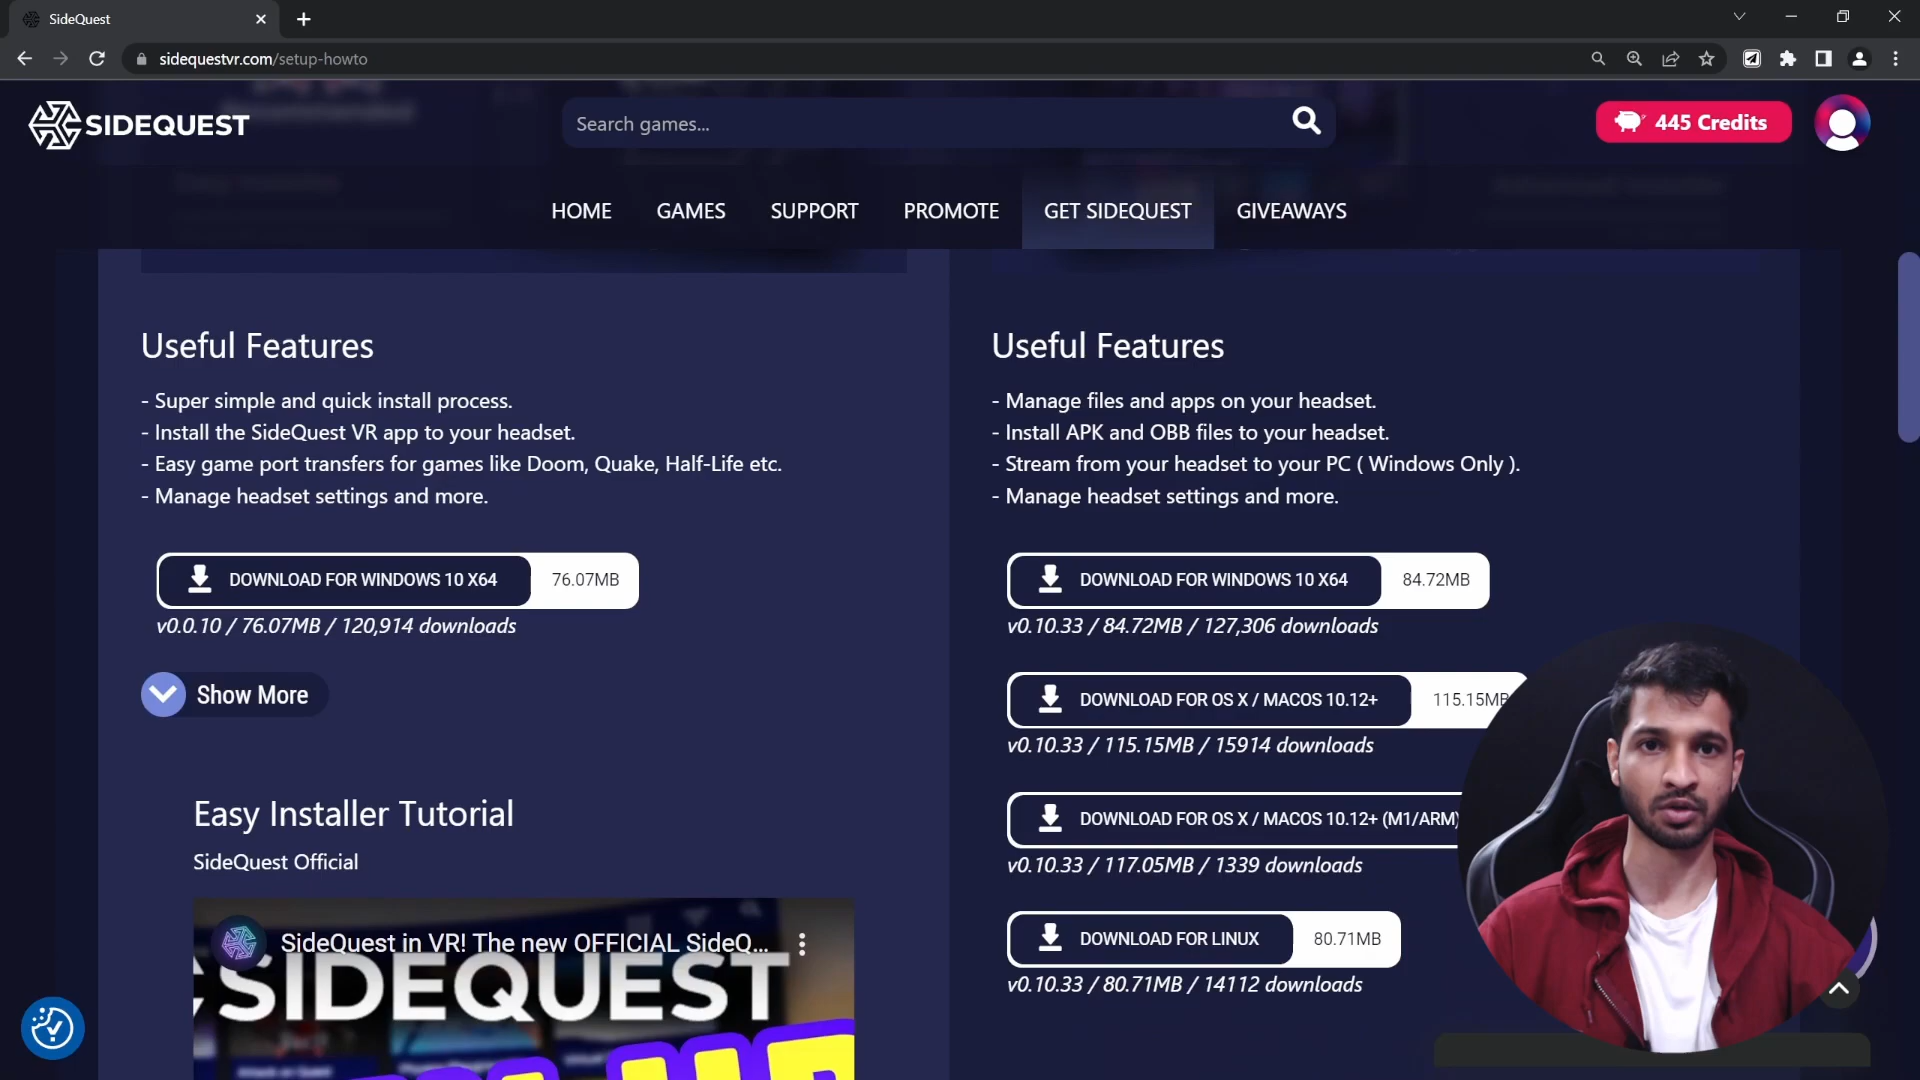 SideQuest
sidequestvr.com/setup-howto
SIDEQUEST
Search games...
445 Credits
HOME
GAMES
SUPPORT
PROMOTE
GET SIDEQUEST
GIVEAWAYS
Useful Features
- Super simple and quick install process.
- Install the SideQuest VR app to your headset.
- Easy game port transfers for games like Doom, Quake, Half-Life etc.
- Manage headset settings and more.
DOWNLOAD FOR WINDOWS 10 X64
76.07MB
v0.0.10 / 76.07MB / 120,914 downloads
Show More
Easy Installer Tutorial
SideQuest Official
SideQuest in VR! The new OFFICIAL SideQ...
SIDEQUEST
Useful Features
- Manage files and apps on your headset.
- Install APK and OBB files to your headset.
- Stream from your headset to your PC ( Windows Only ).
- Manage headset settings and more.
DOWNLOAD FOR WINDOWS 10 X64
84.72MB
v0.10.33 / 84.72MB / 127,306 downloads
DOWNLOAD FOR OS X / MACOS 10.12+
115.15MB
v0.10.33 / 115.15MB / 15914 downloads
DOWNLOAD FOR OS X / MACOS 10.12+ (M1/ARM)
v0.10.33 / 117.05MB / 1339 downloads
DOWNLOAD FOR LINUX
80.71MB
v0.10.33 / 80.71MB / 14112 downloads